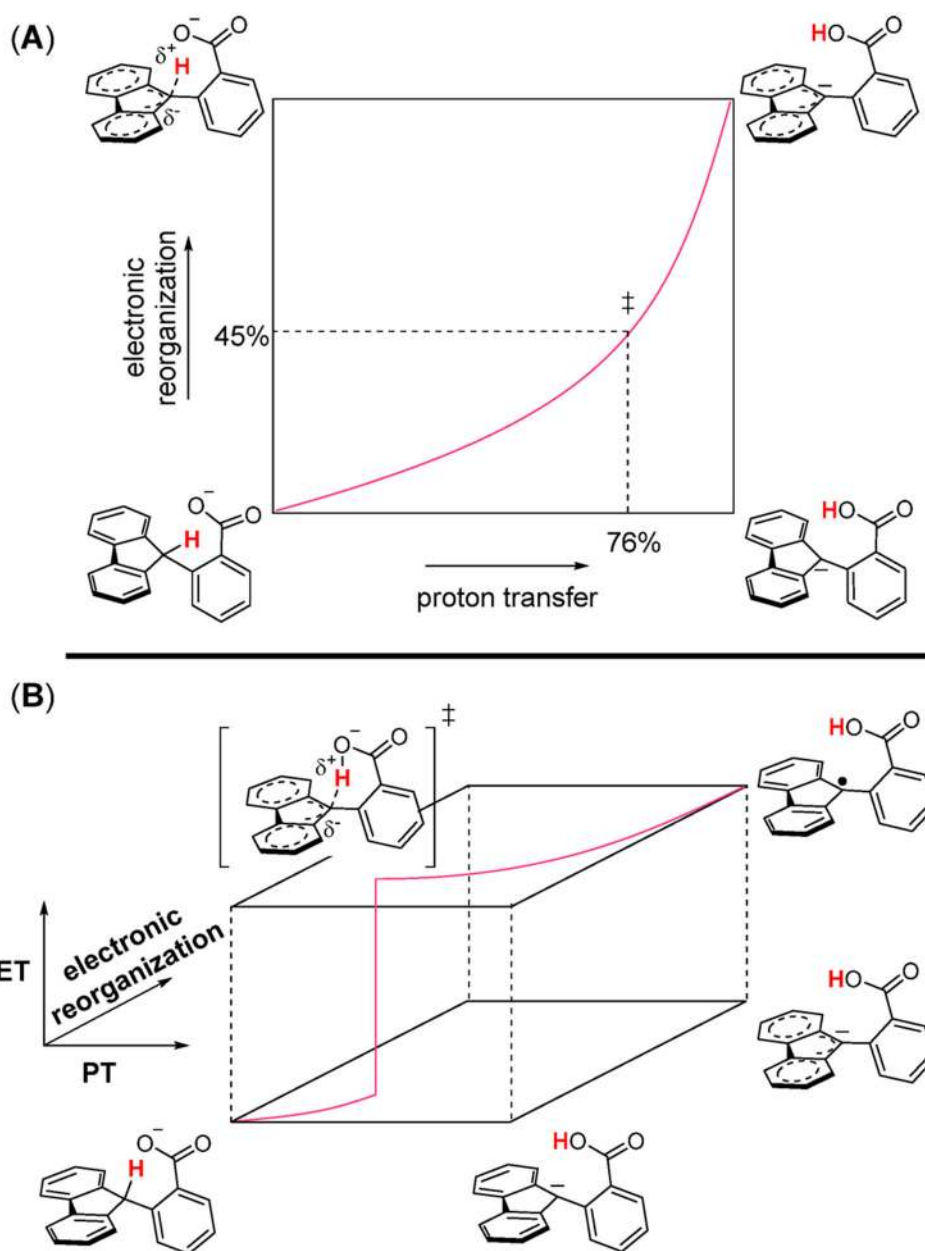 (A)
O−
O
δ+
H
δ-
HO
O
−
electronic
reorganization
‡
45%
O−
O
H
76%
proton transfer
HO
O
−
(B)
‡
O−
O
δ+
H
δ-
HO
O
•
ET
electronic
reorganization
PT
HO
O
−
O−
O
H
HO
O
−